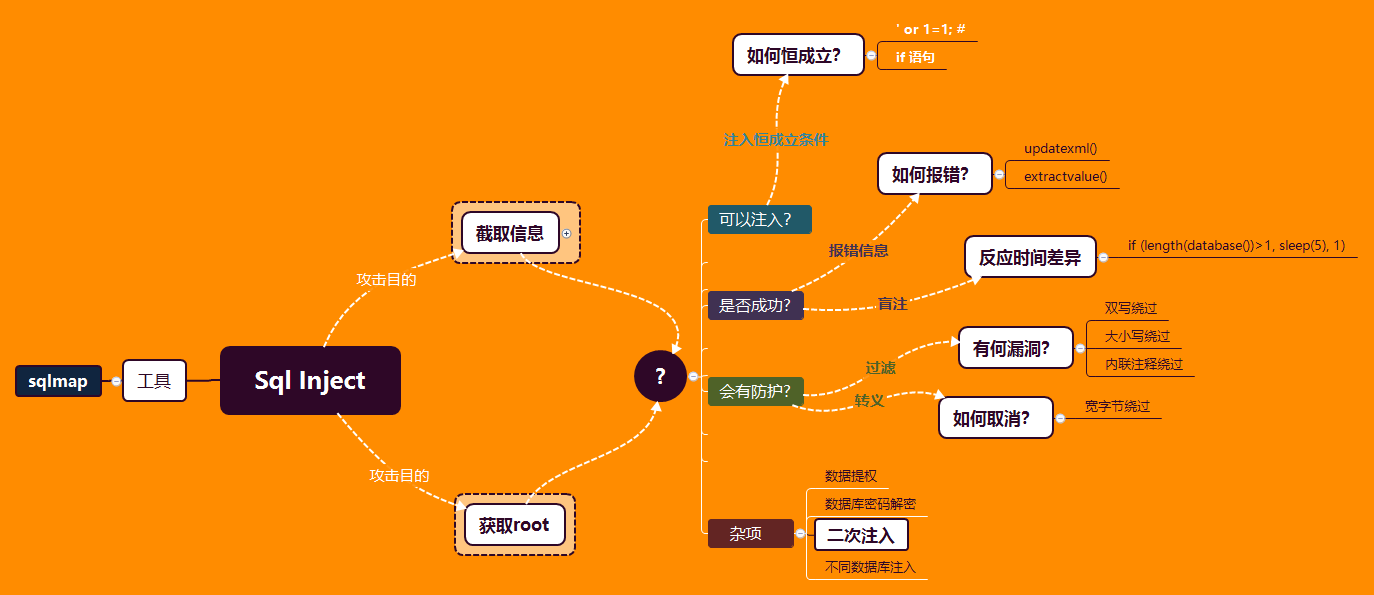 ' or 1=1; #
如何恒成立？
if 语句
注入恒成立条件
updatexml()
如何报错？
extractvalue()
可以注入？
截取信息
报错信息
if (length(database())>1, sleep(5), 1)
反应时间差异
攻击目的
是否成功？
盲注
双写绕过
大小写绕过
有何漏洞？
内联注释绕过
过滤
sqlmap
工具
Sql Inject
?
会有防护？
转义
宽字节绕过
如何取消？
攻击目的
数据提权
数据库密码解密
获取root
杂项
二次注入
不同数据库注入